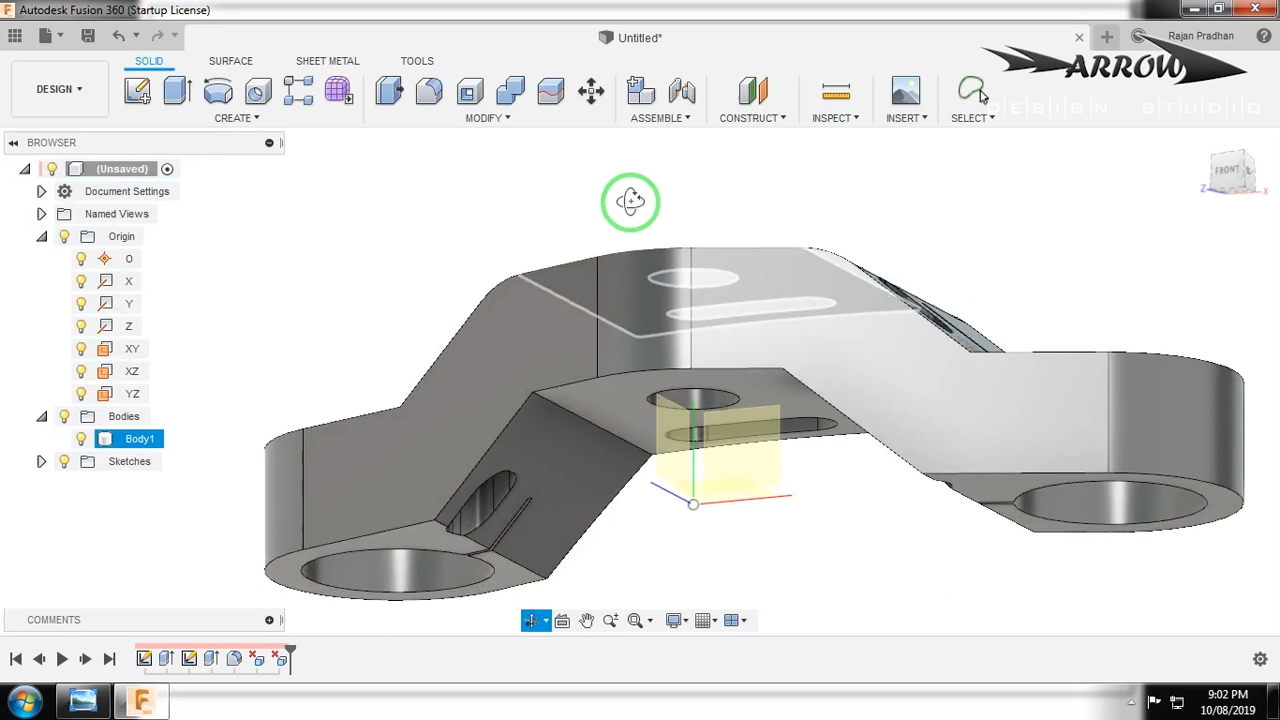 Autodesk Fusion 360 (Startup License)
Untitled*
Rajan Pradhan
ARROW
DESIGN STUDIO
SOLID SURFACE SHEET METAL TOOLS
DESIGN
CREATE MODIFY ASSEMBLE CONSTRUCT INSPECT INSERT SELECT
BROWSER
(Unsaved)
Document Settings
Named Views
Origin
O
X
Y
Z
XY
XZ
YZ
Bodies
Body1
Sketches
FRONT
Z
X
COMMENTS
9:02 PM
10/08/2019